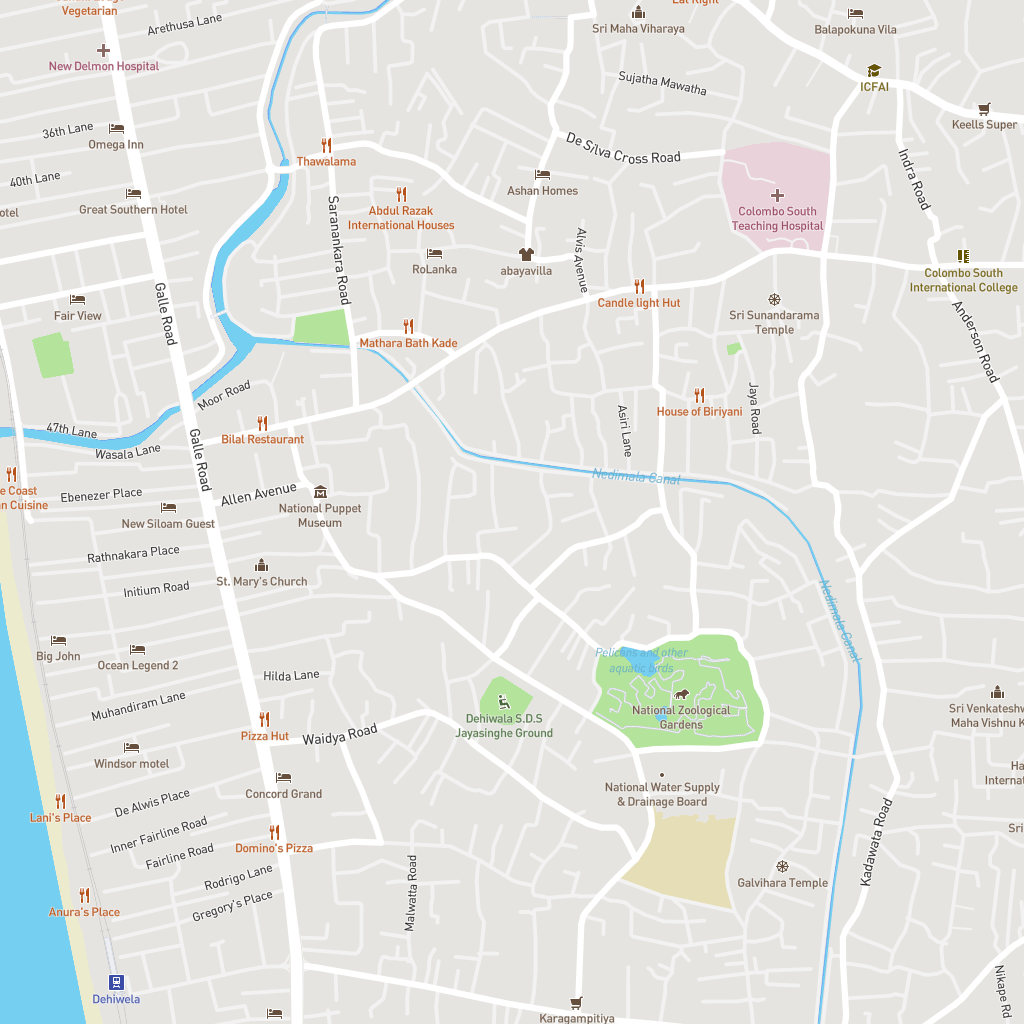 Vegetarian
Arethusa Lane
Sri Maha Viharaya
Balapokuna Vila
New Delmon Hospital
Sujatha Mawatha
ICFAI
Keells Super
36th Lane
Omega Inn
De Silva Cross Road
Thawalama
Indra Road
40th Lane
Ashan Homes
Great Southern Hotel
Abdul Razak
International Houses
Colombo South
Teaching Hospital
Saranankara Road
Alvis Avenue
RoLanka
abayavilla
Colombo South
International College
Galle Road
Fair View
Candle light Hut
Sri Sunandarama
Temple
Anderson Road
Mathara Bath Kade
Moor Road
House of Biriyani
Jaya Road
Asiri Lane
47th Lane
Bilal Restaurant
Wasala Lane
Galle Road
Nedimala Canal
e Coast
n Cuisine
Ebenezer Place
Allen Avenue
New Siloam Guest
National Puppet
Museum
Rathnakara Place
Initium Road
St. Mary's Church
Nedimala Canal
Big John
Ocean Legend 2
Pelicans and other
aquatic birds
Hilda Lane
Muhandiram Lane
National Zoological
Gardens
Sri Venkateshw
Maha Vishnu K
Dehiwala S.D.S
Jayasinghe Ground
Pizza Hut
Waidya Road
Windsor motel
Ha
Internationa
National Water Supply
& Drainage Board
Concord Grand
De Alwis Place
Lani's Place
Inner Fairline Road
Fairline Road
Domino's Pizza
Sri
Kadawata Road
Rodrigo Lane
Galvihara Temple
Malwatta Road
Gregory's Place
Anura's Place
Dehiwela
Nikape Rd
Karagampitiya